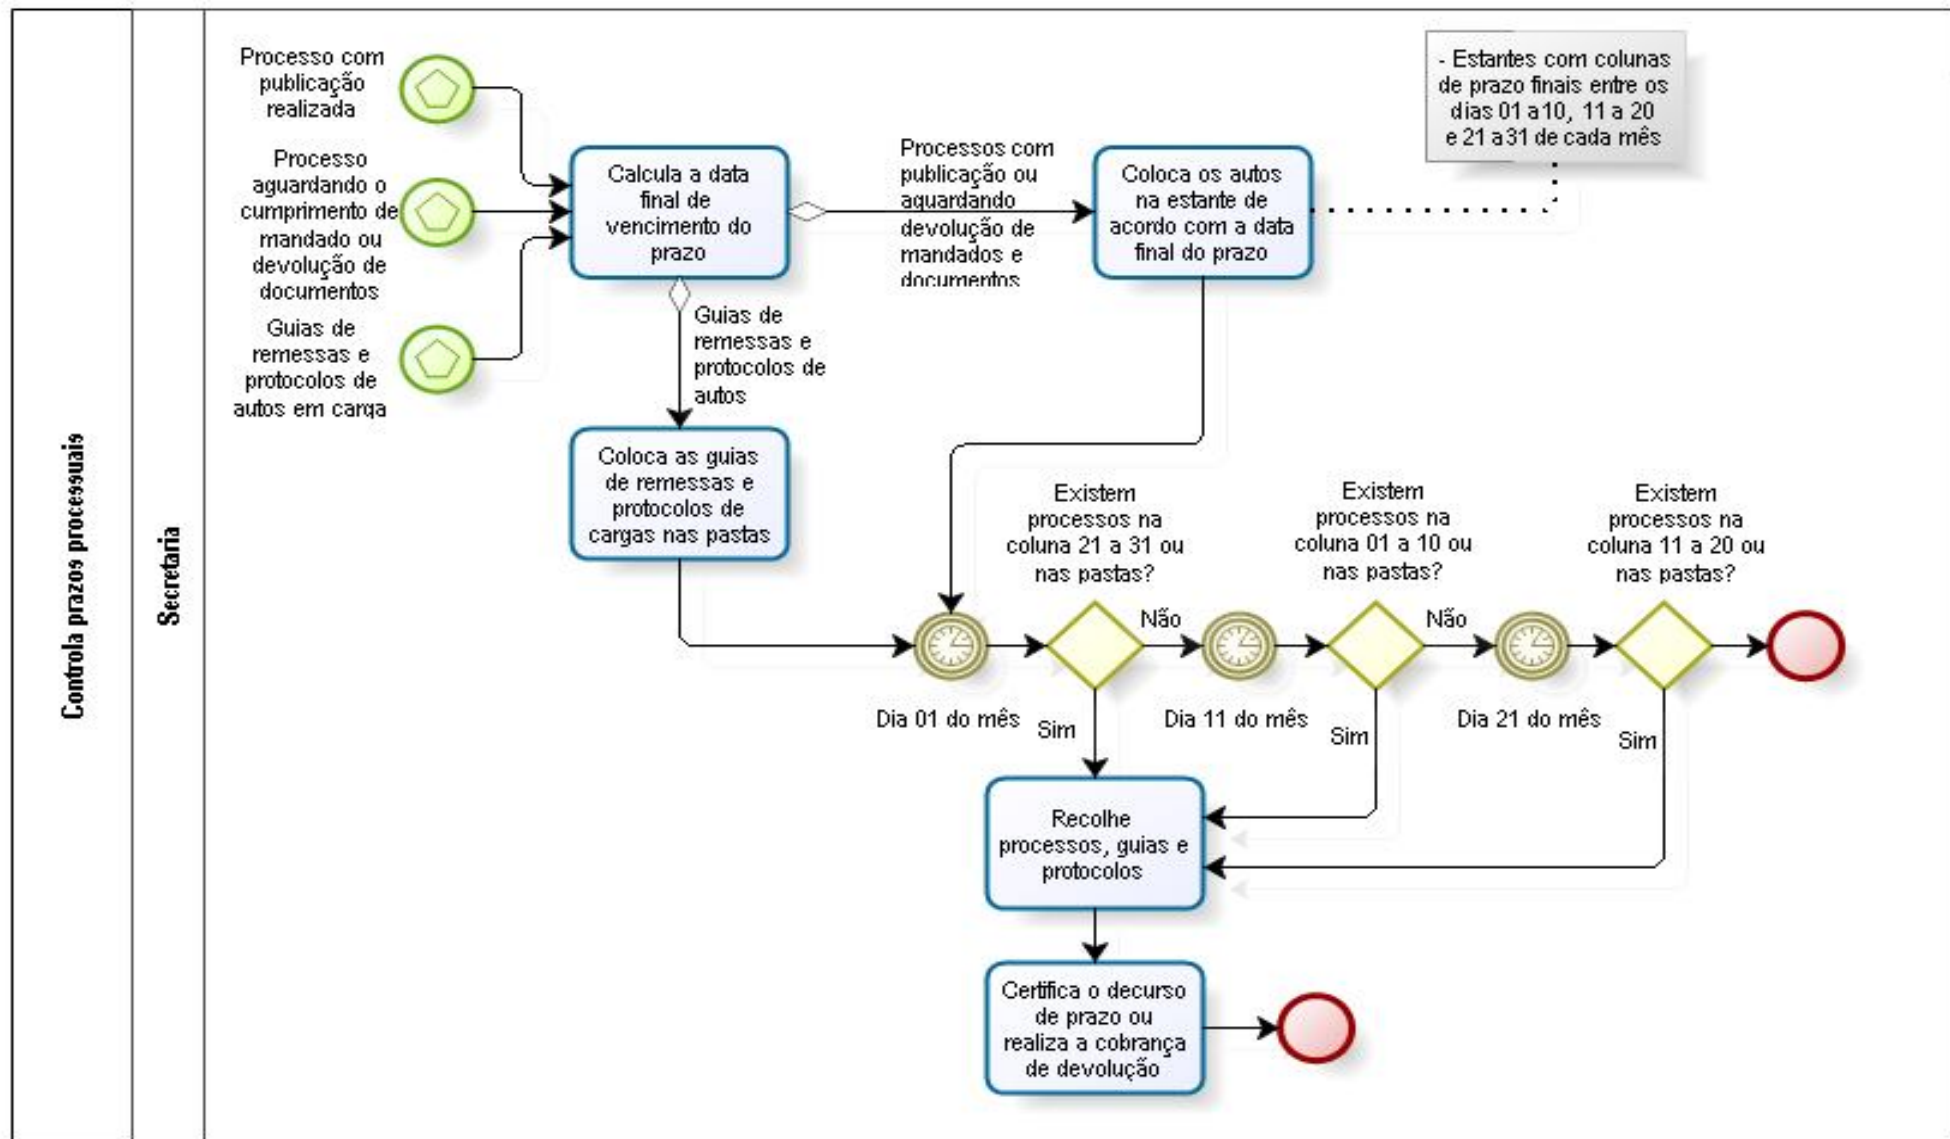 Controla prazos processuais
Secretaria
Processo com
publicação
realizada
Processo
aguardando o
cumprimento de
mandado ou
devolução de
documentos
Guias de
remessas e
protocolos de
autos em carga
Calcula a data
final de
vencimento do
prazo
Processos com
publicação ou
aguardando
devolução de
mandados e
documentos
Coloca os autos
na estante de
acordo com a data
final do prazo
- Estantes com colunas
de prazo finais entre os
dias 01 a 10, 11 a 20
e 21 a 31 de cada mês
Guias de
remessas e
protocolos de
autos
Coloca as guias
de remessas e
protocolos de
cargas nas pastas
Existem
processos na
coluna 21 a 31 ou
nas pastas?
Existem
processos na
coluna 01 a 10 ou
nas pastas?
Existem
processos na
coluna 11 a 20 ou
nas pastas?
Não
Não
Dia 01 do mês
Sim
Dia 11 do mês
Sim
Dia 21 do mês
Sim
Recolhe
processos, guias e
protocolos
Certifica o decurso
de prazo ou
realiza a cobrança
de devolução